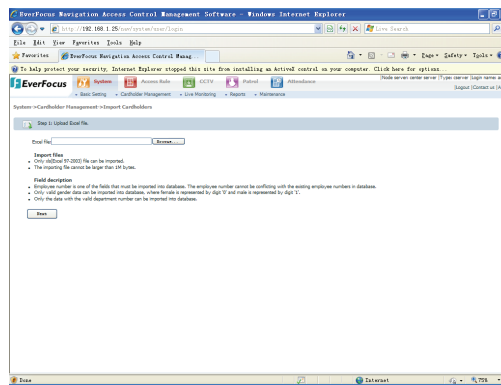 EverFocus Navigation Access Control Management Software - Windows Internet Explorer
http://192.168.1.25/nav/system/user/login
Live Search
File Edit View Favorites Tools Help
Favorites EverFocus Navigation Access Control Manag...
Page Safety Tools
To help protect your security, Internet Explorer stopped this site from installing an ActiveX control on your computer. Click here for options...
EverFocus System Access Rule CCTV Patrol Attendance
|Node server: center server |Type: cserver |Login name: a
|Logout |Contact us |A
Basic Setting Cardholder Management Live Monitoring Reports Maintenance
System->Cardholder Management->Import Cardholders
Step 1: Upload Excel file.
Excel file: Browse...
Import files
Only xls(Excel 97-2003) file can be imported.
The importing file cannot be larger than 1M bytes.
Field decription
Employee number is one of the fields that must be imported into database. The employee number cannot be conflicting with the existing employee numbers in database.
Only valid gender data can be imported into database, where female is represented by digit '0' and male is represented by digit '1'.
Only the data with the valid department number can be imported into database.
Next
Done Internet 75%